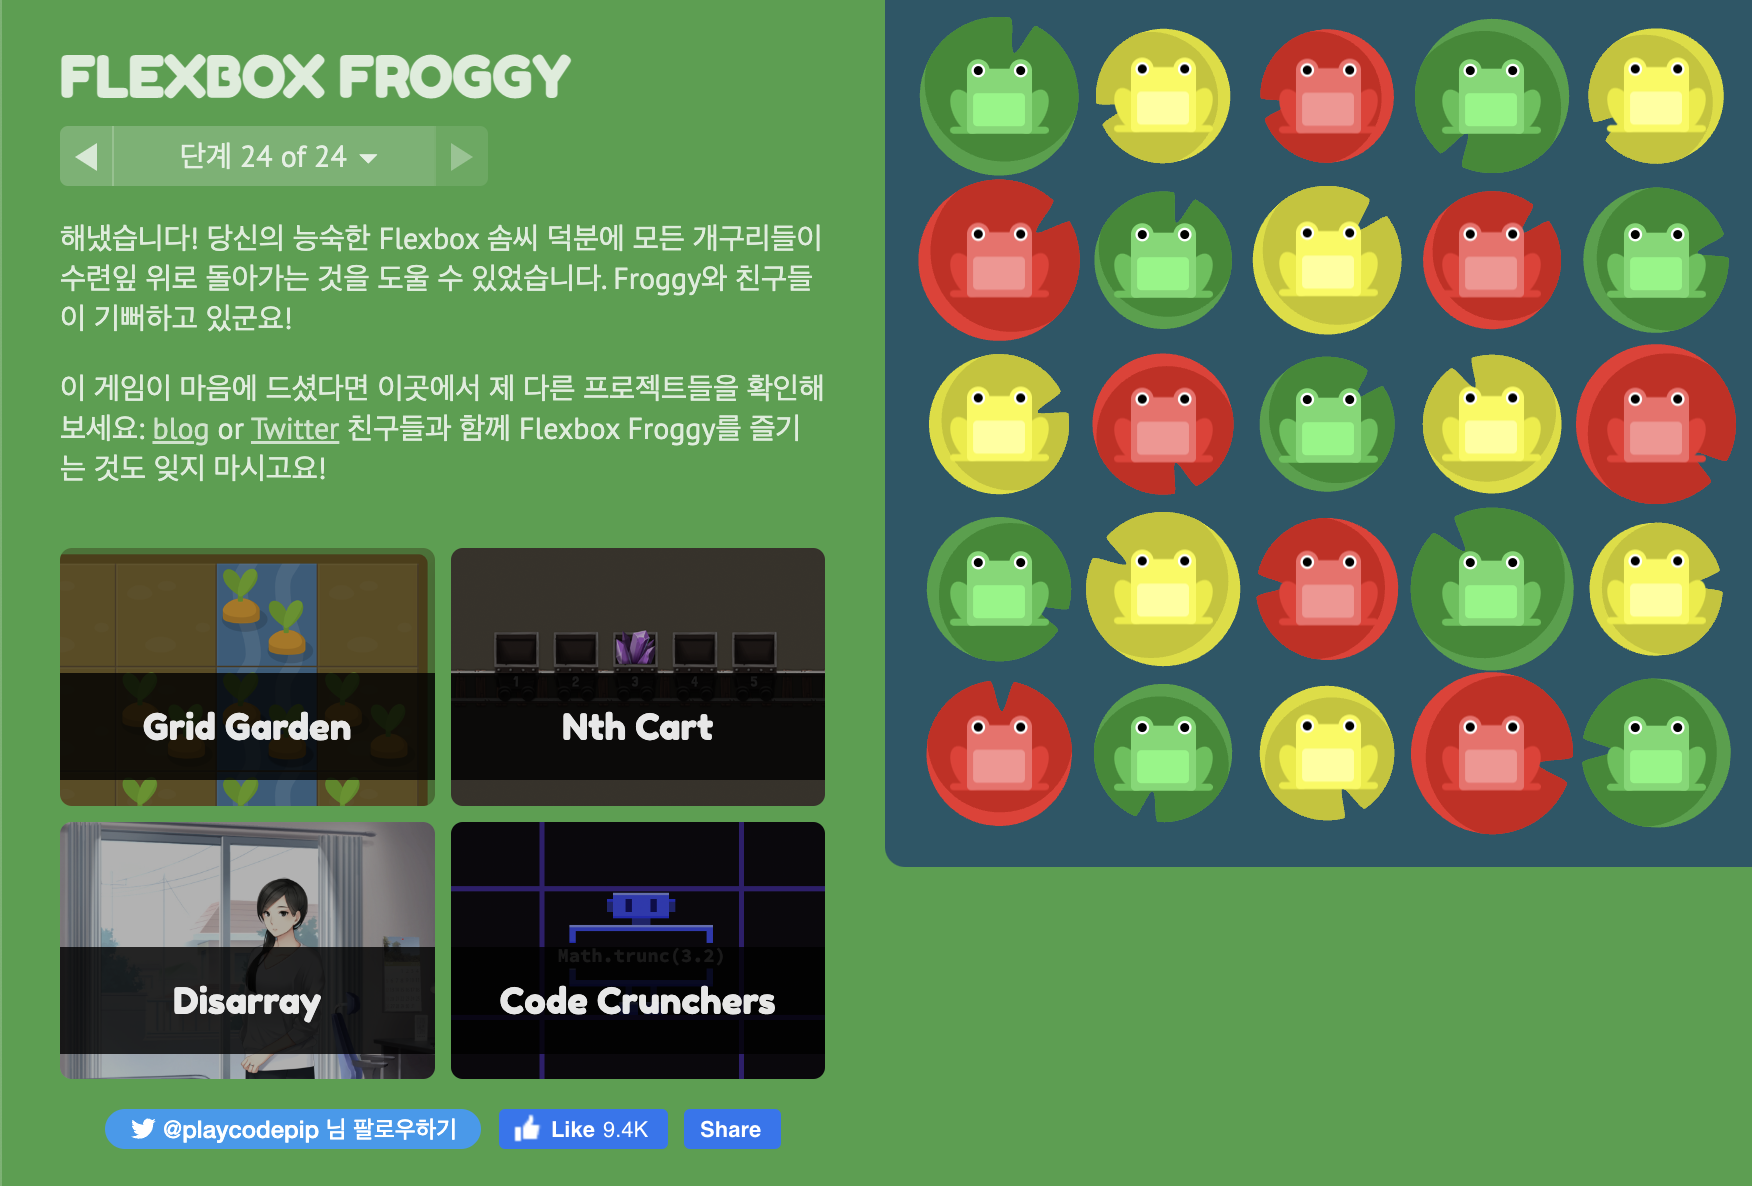 FLEXBOX FROGGY
단계 24 of 24
해냈습니다! 당신의 능숙한 Flexbox 솜씨 덕분에 모든 개구리들이
수련잎 위로 돌아가는 것을 도울 수 있었습니다. Froggy와 친구들
이 기뻐하고 있군요!
이 게임이 마음에 드셨다면 이곳에서 제 다른 프로젝트들을 확인해
보세요: blog or Twitter 친구들과 함께 Flexbox Froggy를 즐기
는 것도 잊지 마시고요!
Grid Garden
1 2 3 4 5
Nth Cart
Disarray
Math.trunc(3.2)
Code Crunchers
@playcodepip 님 팔로우하기
Like 9.4K
Share